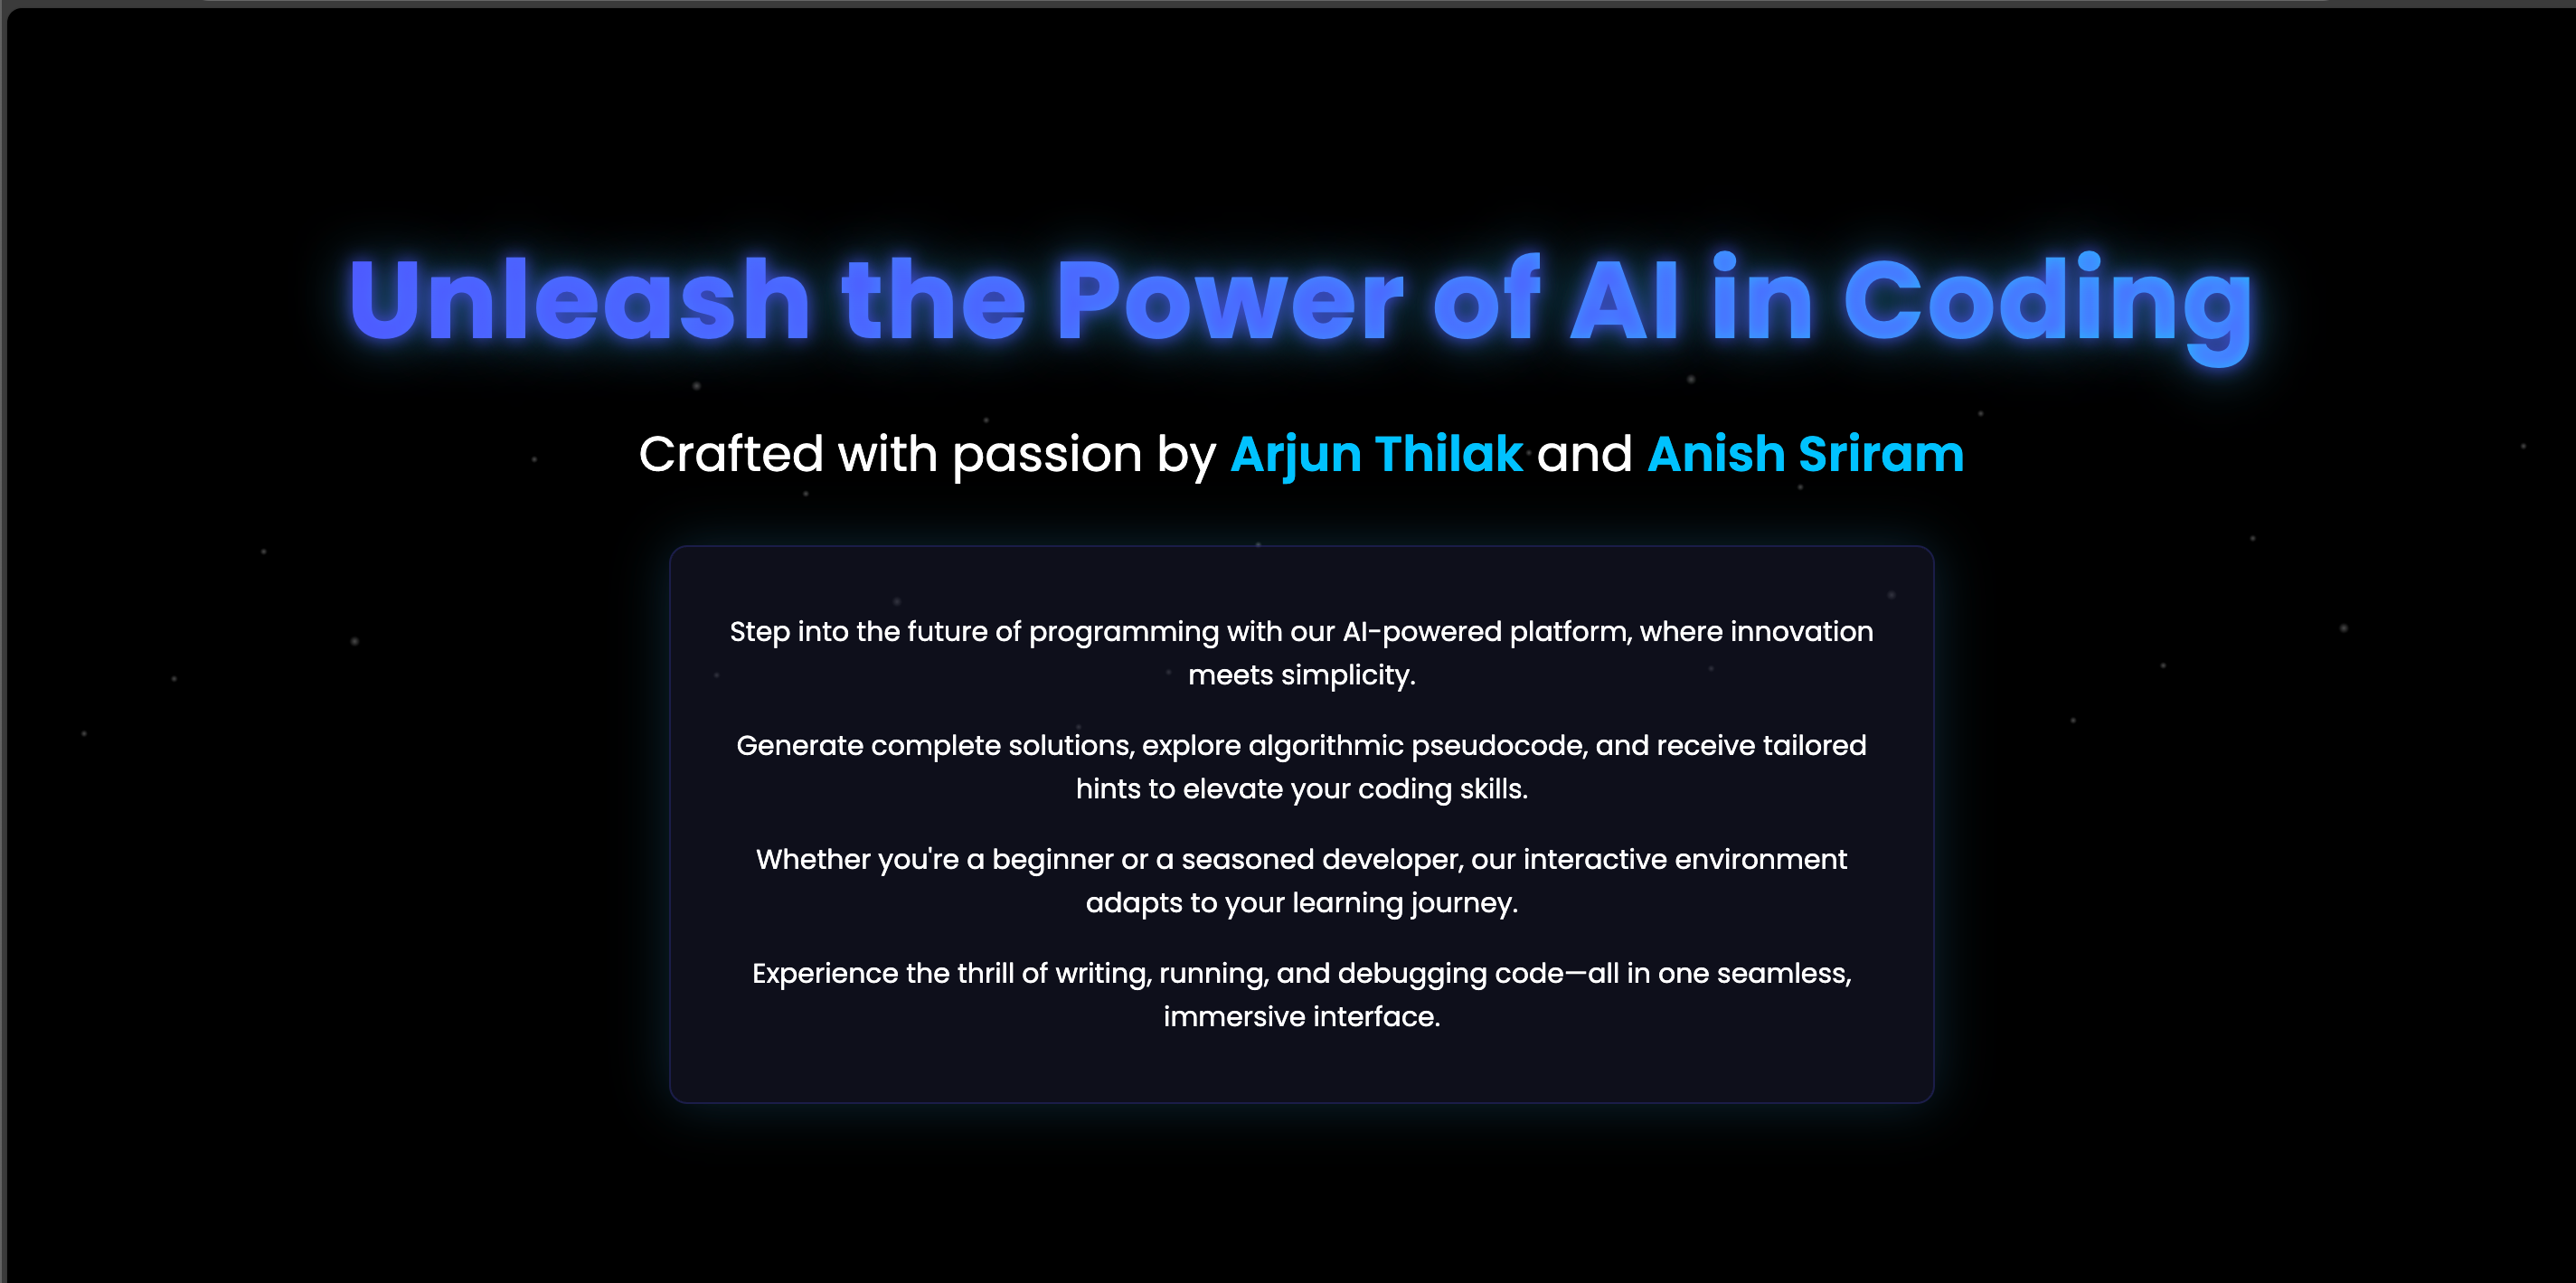 Unleash the Power of AI in Coding
Crafted with passion by Arjun Thilak and Anish Sriram
Step into the future of programming with our AI-powered platform, where innovation
meets simplicity.
Generate complete solutions, explore algorithmic pseudocode, and receive tailored
hints to elevate your coding skills.
Whether you're a beginner or a seasoned developer, our interactive environment
adapts to your learning journey.
Experience the thrill of writing, running, and debugging code—all in one seamless,
immersive interface.